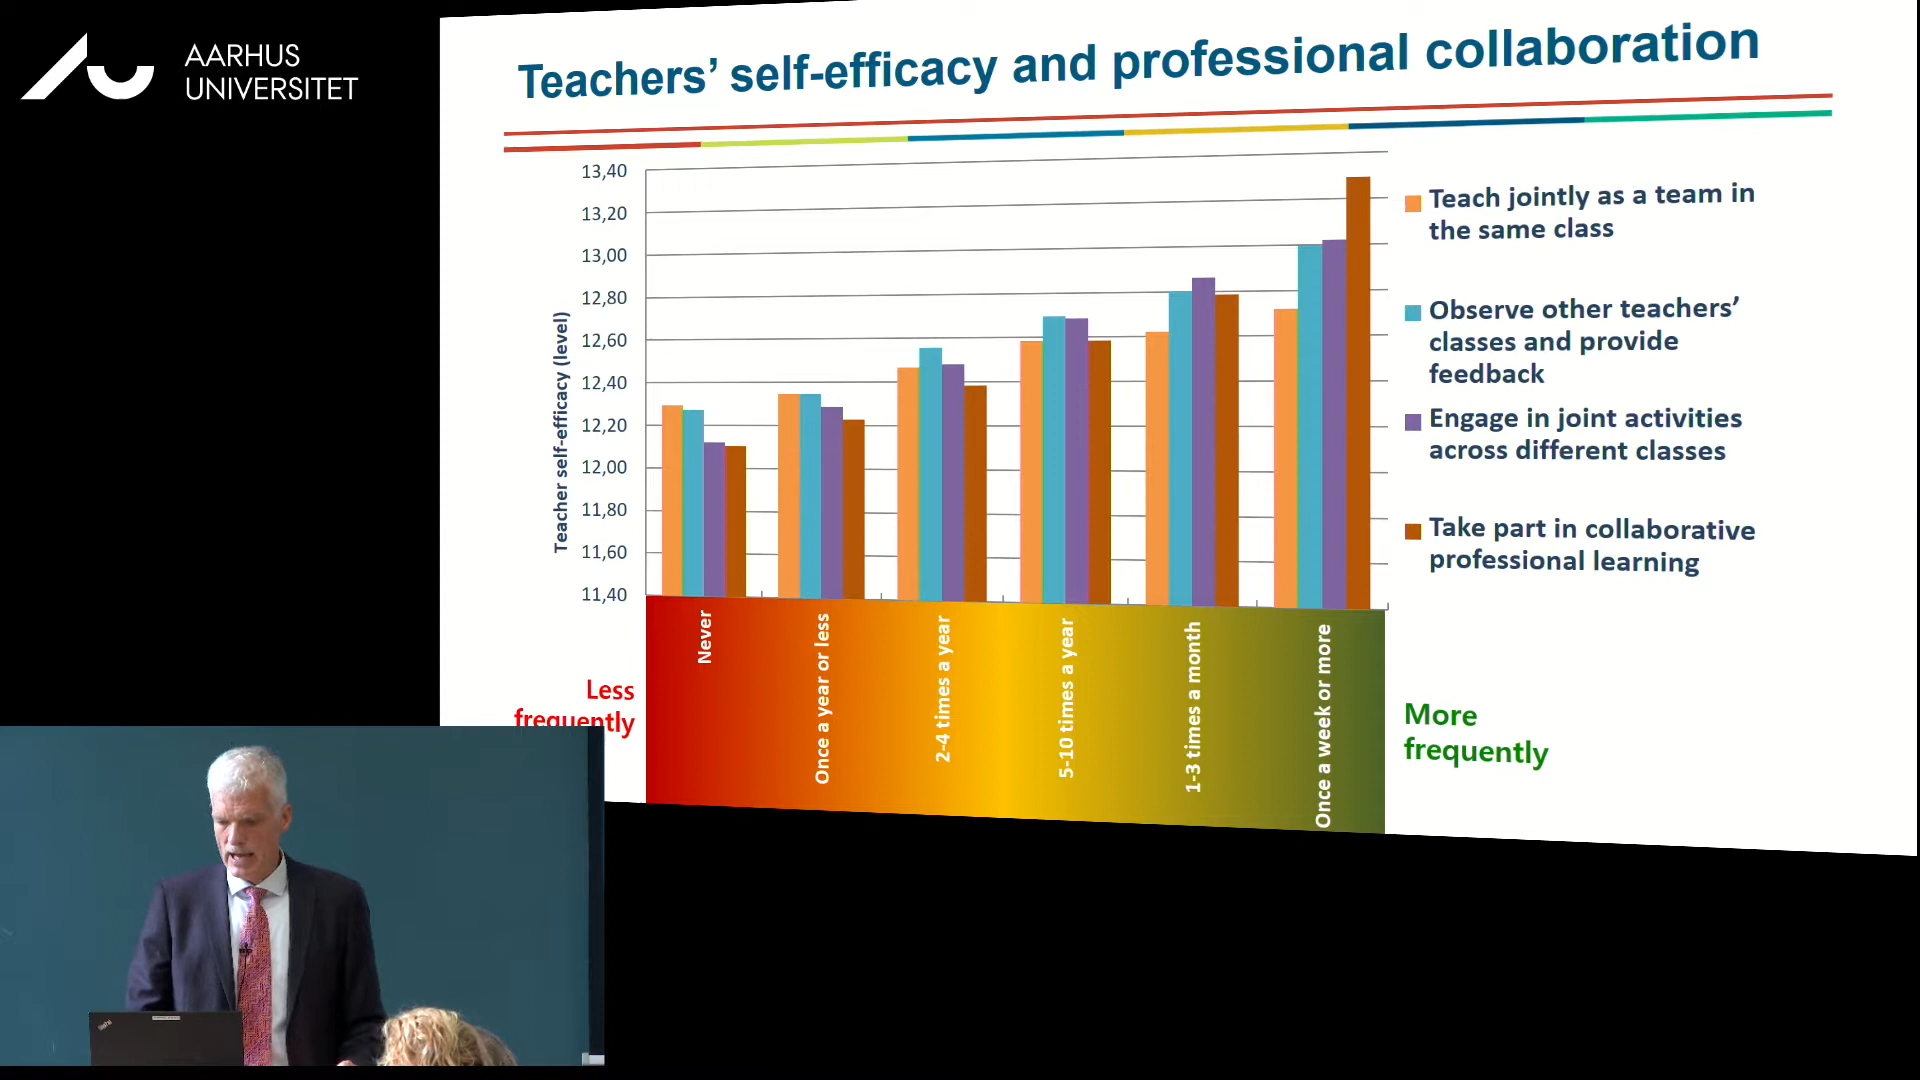 AARHUS
UNIVERSITET
Teachers’ self-efficacy and professional collaboration
13,40
13,20
13,00
12,80
12,60
12,40
12,20
12,00
11,80
11,60
11,40
Teacher self-efficacy (level)
Teach jointly as a team in
the same class
Observe other teachers’
classes and provide
feedback
Engage in joint activities
across different classes
Take part in collaborative
professional learning
Never
Once a year or less
2-4 times a year
5-10 times a year
1-3 times a month
Once a week or more
Less
frequently
More
frequently